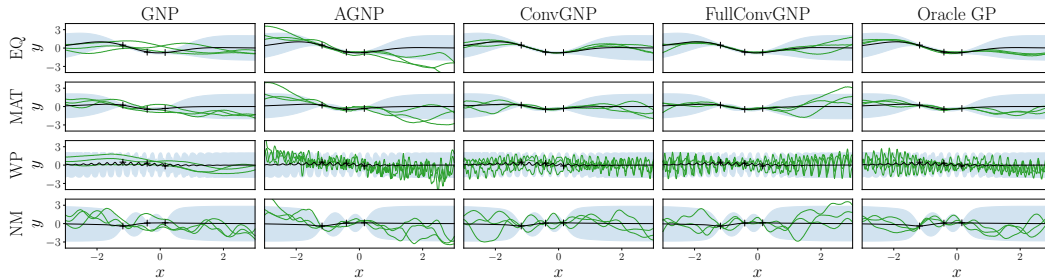 GNP AGNP ConvGNP FullConvGNP Oracle GP
EQ y 3 0 −3
MAT y 3 0 −3
WP y 3 0 −3
NM y 3 0 −3
−2 0 2 −2 0 2 −2 0 2 −2 0 2 −2 0 2
x x x x x